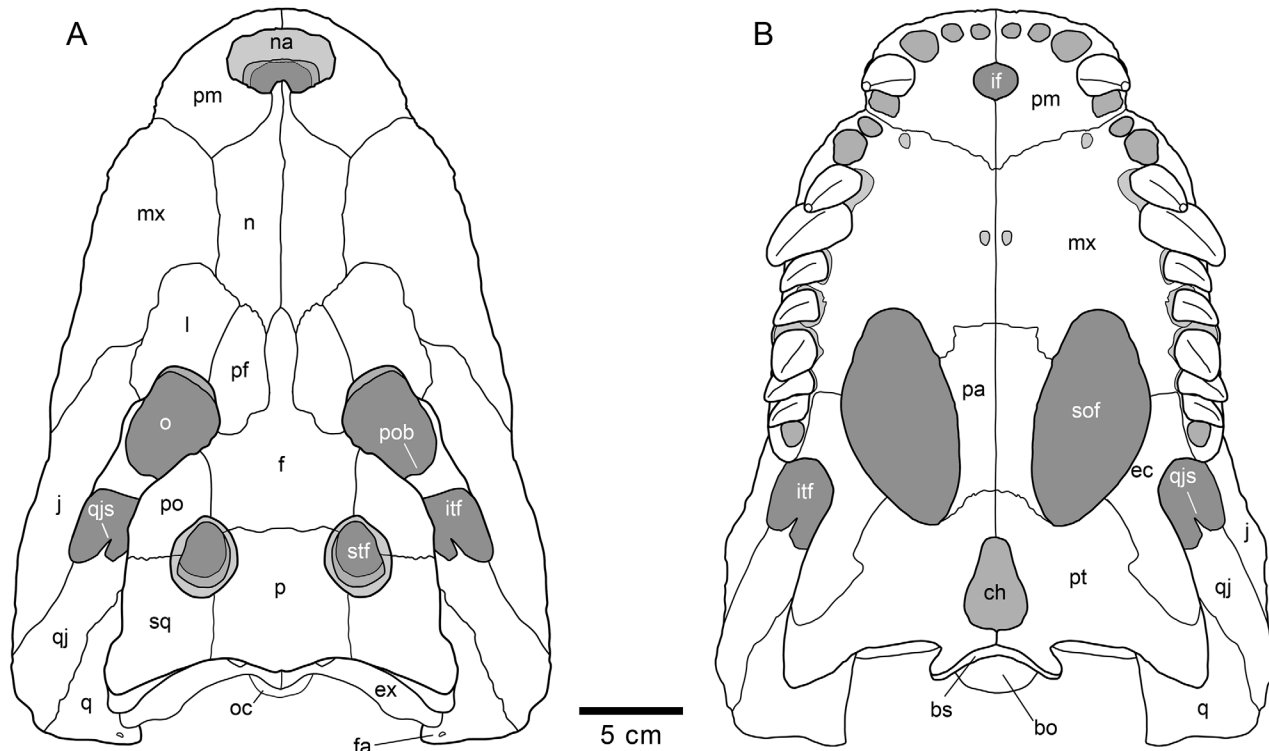 A
na
pm
mx
n
l
pf
o
pob
f
po
j
qjs
itf
stf
p
sq
qj
ex
q
oc
fa
5 cm
B
if
pm
mx
pa
sof
ec
itf
qjs
j
pt
qj
ch
bs
bo
q